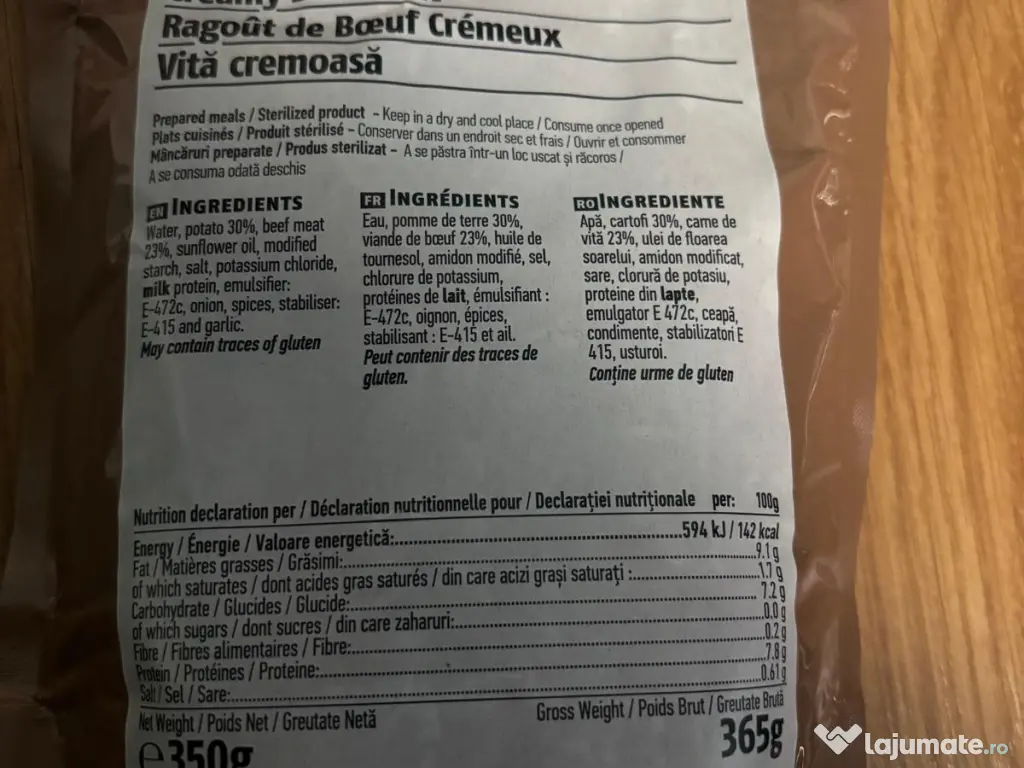 Ragoût de Bœuf Crémeux
Vită cremoasă
Prepared meals / Sterilized product - Keep in a dry and cool place / Consume once opened
Plats cuisinés / Produit stérilisé - Conserver dans un endroit sec et frais / Ouvrir et consommer
Mâncăruri preparate / Produs sterilizat - A se păstra într-un loc uscat și răcoros /
A se consuma odată deschis
EN INGREDIENTS
Water, potato 30%, beef meat
23%, sunflower oil, modified
starch, salt, potassium chloride,
milk protein, emulsifier:
E-472c, onion, spices, stabiliser:
E-415 and garlic.
May contain traces of gluten
FR INGRÉDIENTS
Eau, pomme de terre 30%,
viande de bœuf 23%, huile de
tournesol, amidon modifié, sel,
chlorure de potassium,
protéines de lait, émulsifiant :
E-472c, oignon, épices,
stabilisant : E-415 et ail.
Peut contenir des traces de
gluten.
RO INGREDIENTE
Apă, cartofi 30%, carne de
vită 23%, ulei de floarea
soarelui, amidon modificat,
sare, clorură de potasiu,
proteine din lapte,
emulgator E 472c, ceapă,
condimente, stabilizatori E
415, usturoi.
Conține urme de gluten
Nutrition declaration per / Déclaration nutritionnelle pour / Declarației nutriționale per: 100g
Energy / Énergie / Valoare energetică:...594 kJ / 142 kcal
Fat / Matières grasses / Grăsimi:...9.1g
of which saturates / dont acides gras saturés / din care acizi grași saturați :...1.7 g
Carbohydrate / Glucides / Glucide:...7.2 g
of which sugars / dont sucres / din care zaharuri:...0.0 g
Fibre / Fibres alimentaires / Fibre:...0.2 g
Protein / Protéines / Proteine:...7.8 g
Salt / Sel / Sare:...0.61 g
Net Weight / Poids Net / Greutate Netă
e 350g
Gross Weight / Poids Brut / Greutate Brută
365g
lajumate.ro